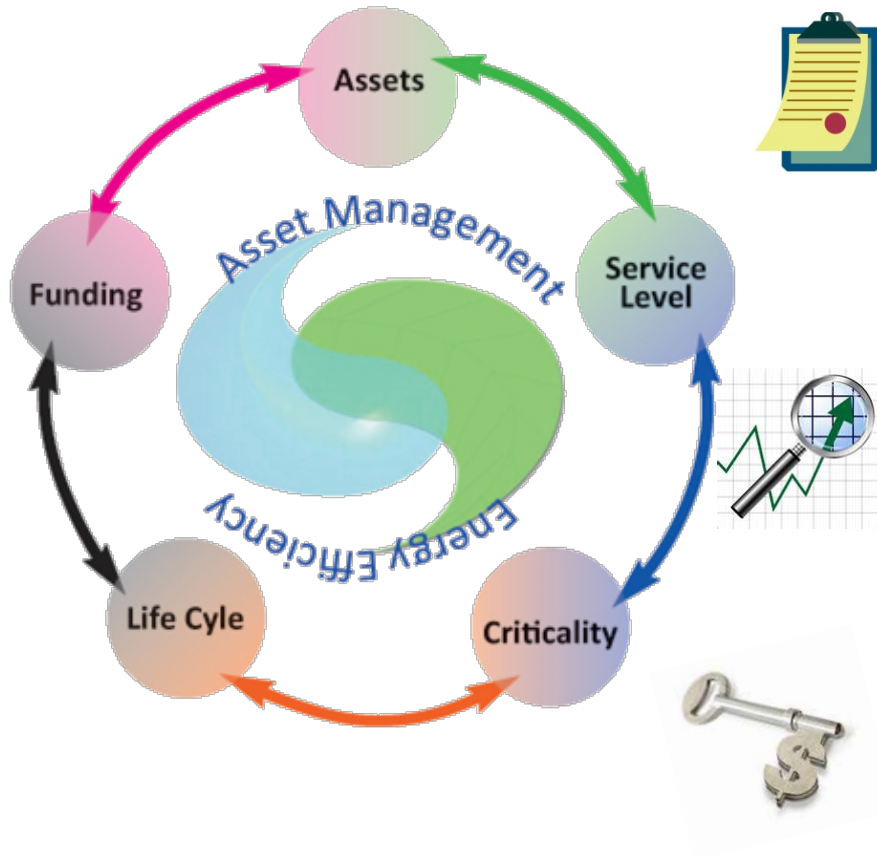 Assets
Asset Management
Funding
Service
Level
Energy Efficiency
Life Cyle
Criticality